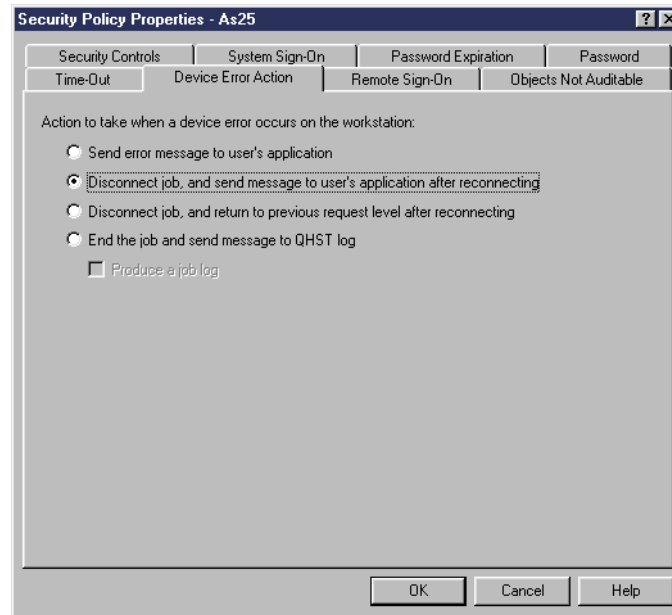 Security Policy Properties - As25
Security Controls System Sign-On Password Expiration Password
Time-Out Device Error Action Remote Sign-On Objects Not Auditable
Action to take when a device error occurs on the workstation:
Send error message to user's application
Disconnect job, and send message to user's application after reconnecting
Disconnect job, and return to previous request level after reconnecting
End the job and send message to QHST log
Produce a job log
OK Cancel Help